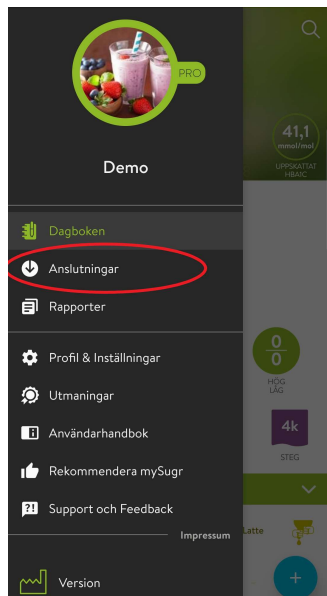 PRO
Demo
41,1
mmol/mol
UPPSKATTAT
HBA1C
Dagboken
Anslutningar
Rapporter
Profil & Inställningar
Utmaningar
Användarhandbok
Rekommendera mySugr
Support och Feedback
Impressum
Version
0
0
HÖG
LÅG
4k
STEG
Latte
+